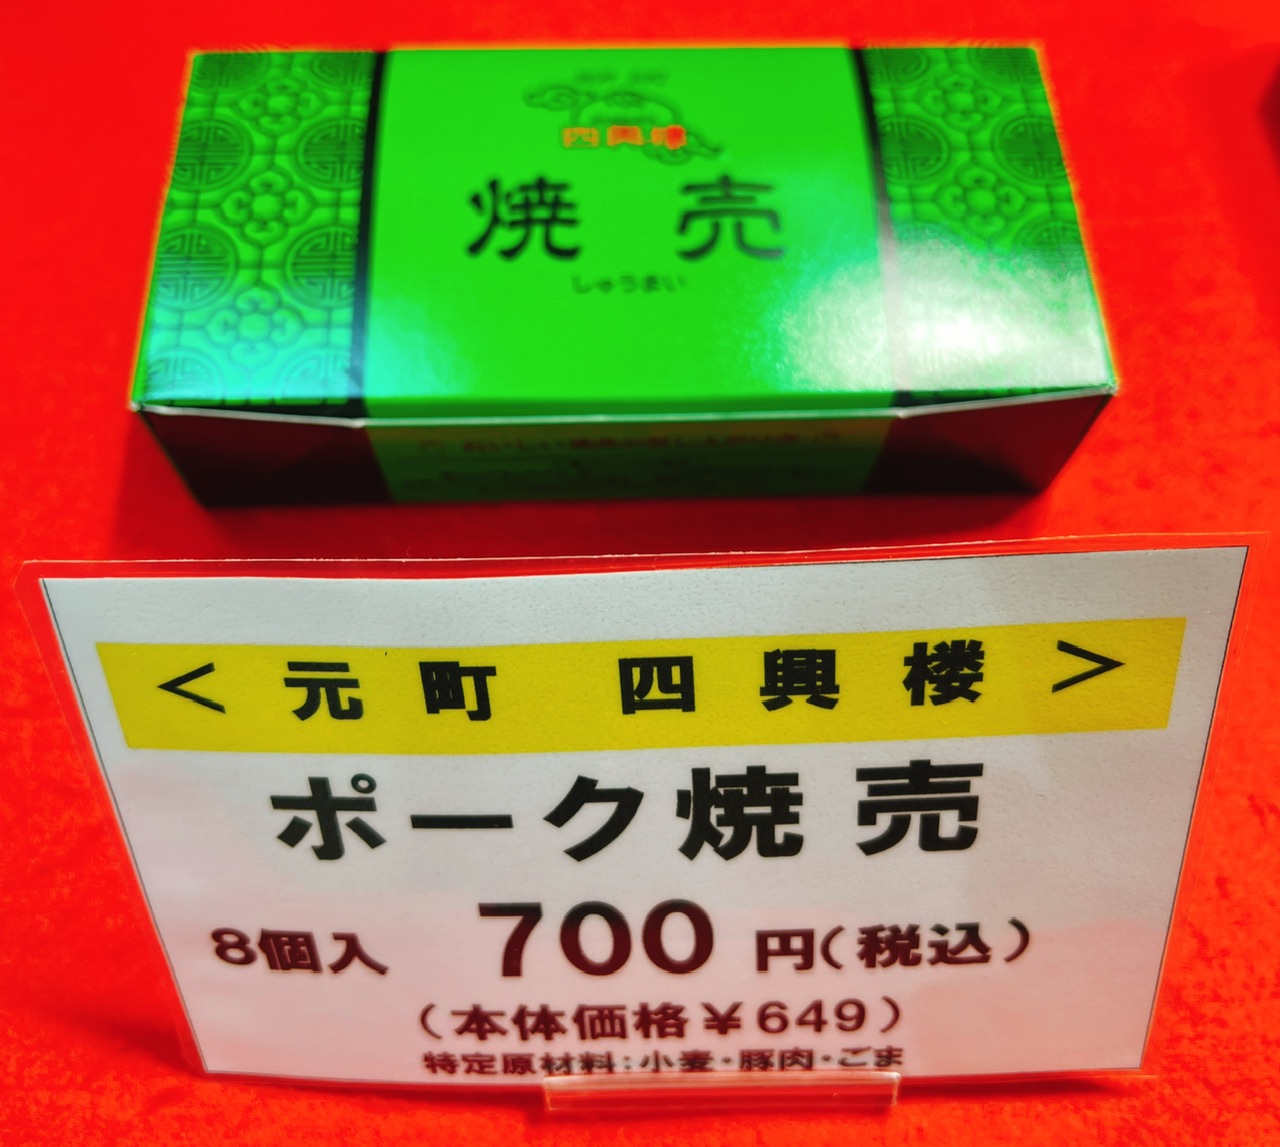 四興樓
焼売
しゅうまい
<元町 四興楼>
ポーク焼売
8個入 700円(税込)
(本体価格¥649)
特定原材料:小麦・豚肉・ごま